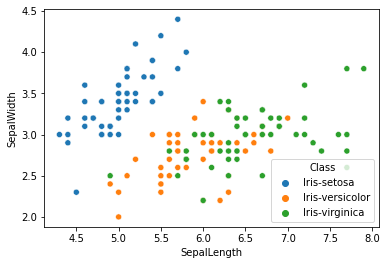 4.5
4.0
3.5
3.0
2.5
2.0
SepalWidth
Class
Iris-setosa
Iris-versicolor
Iris-virginica
4.5 5.0 5.5 6.0 6.5 7.0 7.5 8.0
SepalLength